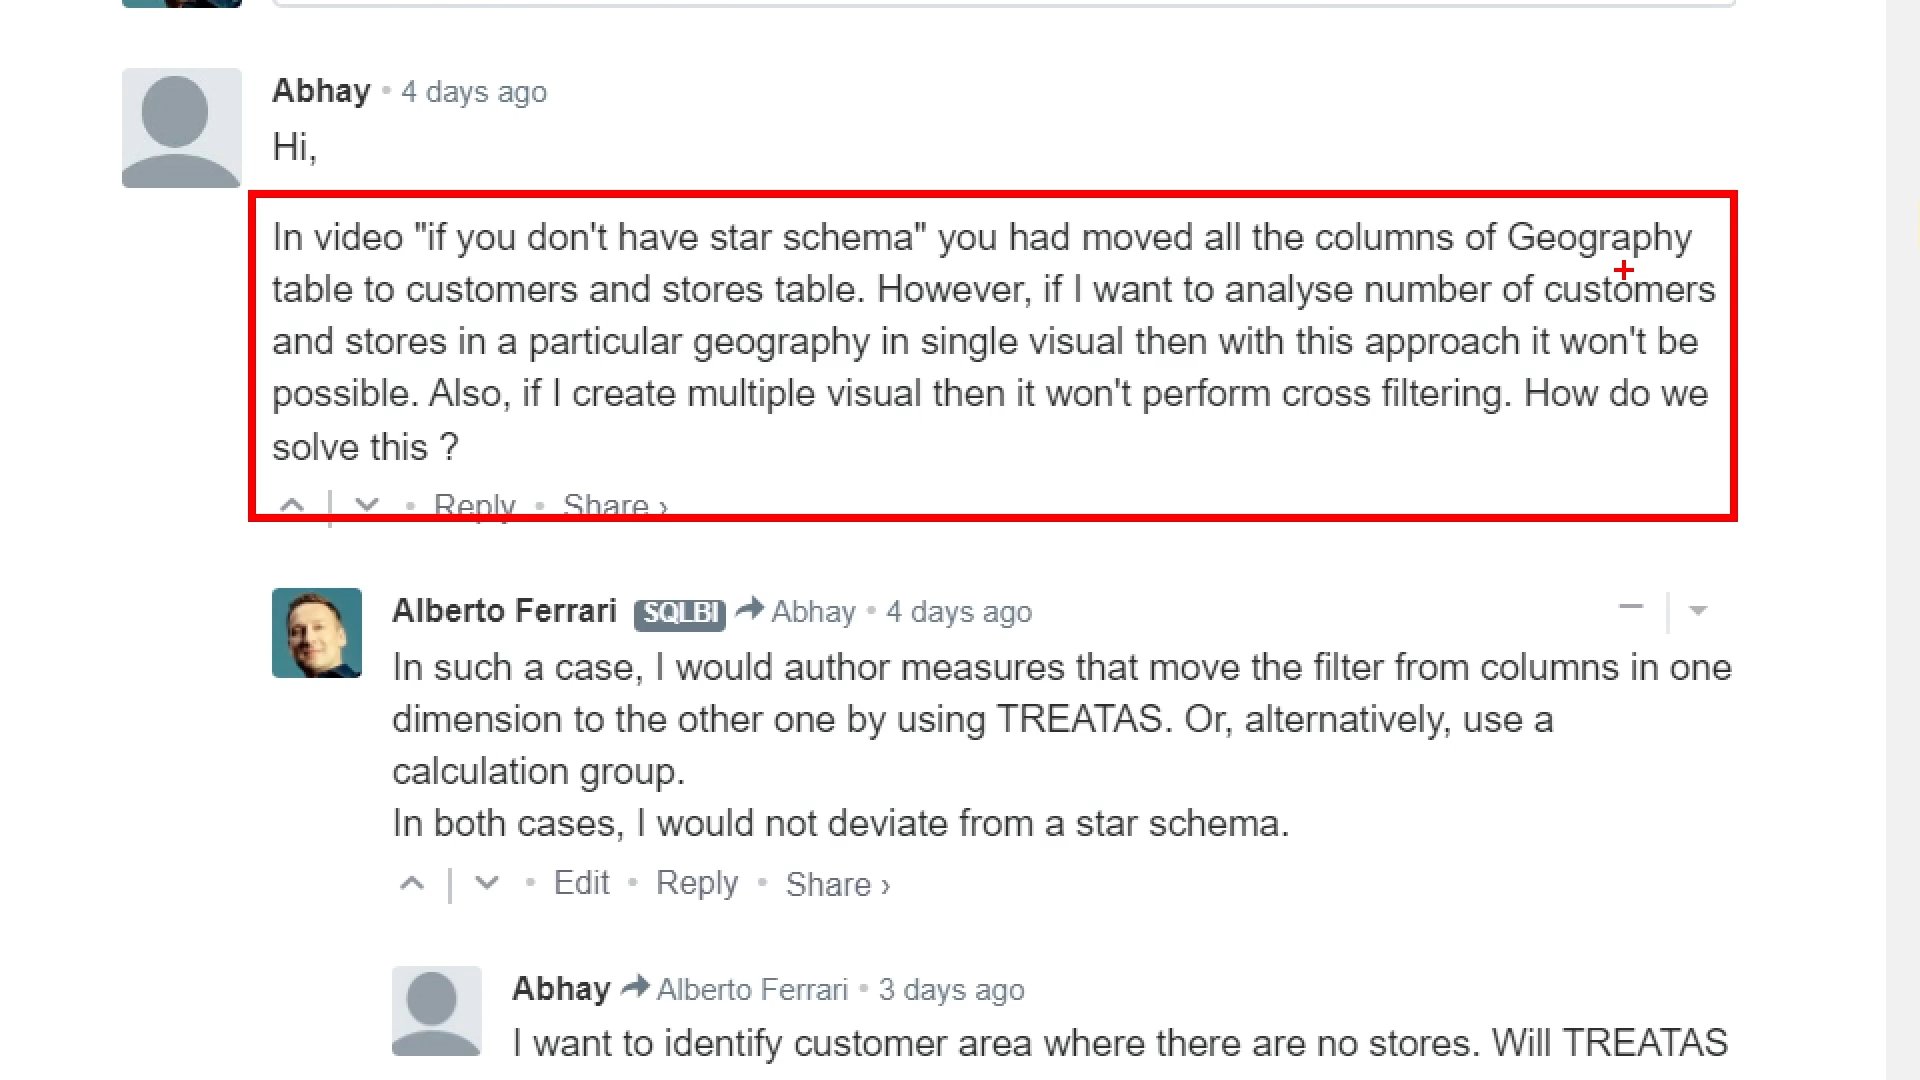 Abhay • 4 days ago
Hi,
In video "if you don't have star schema" you had moved all the columns of Geography
table to customers and stores table. However, if I want to analyse number of customers
and stores in a particular geography in single visual then with this approach it won't be
possible. Also, if I create multiple visual then it won't perform cross filtering. How do we
solve this ?
• Reply • Share ›
Alberto Ferrari SQLBI Abhay • 4 days ago
In such a case, I would author measures that move the filter from columns in one
dimension to the other one by using TREATAS. Or, alternatively, use a
calculation group.
In both cases, I would not deviate from a star schema.
• Edit • Reply • Share ›
Abhay Alberto Ferrari • 3 days ago
I want to identify customer area where there are no stores. Will TREATAS